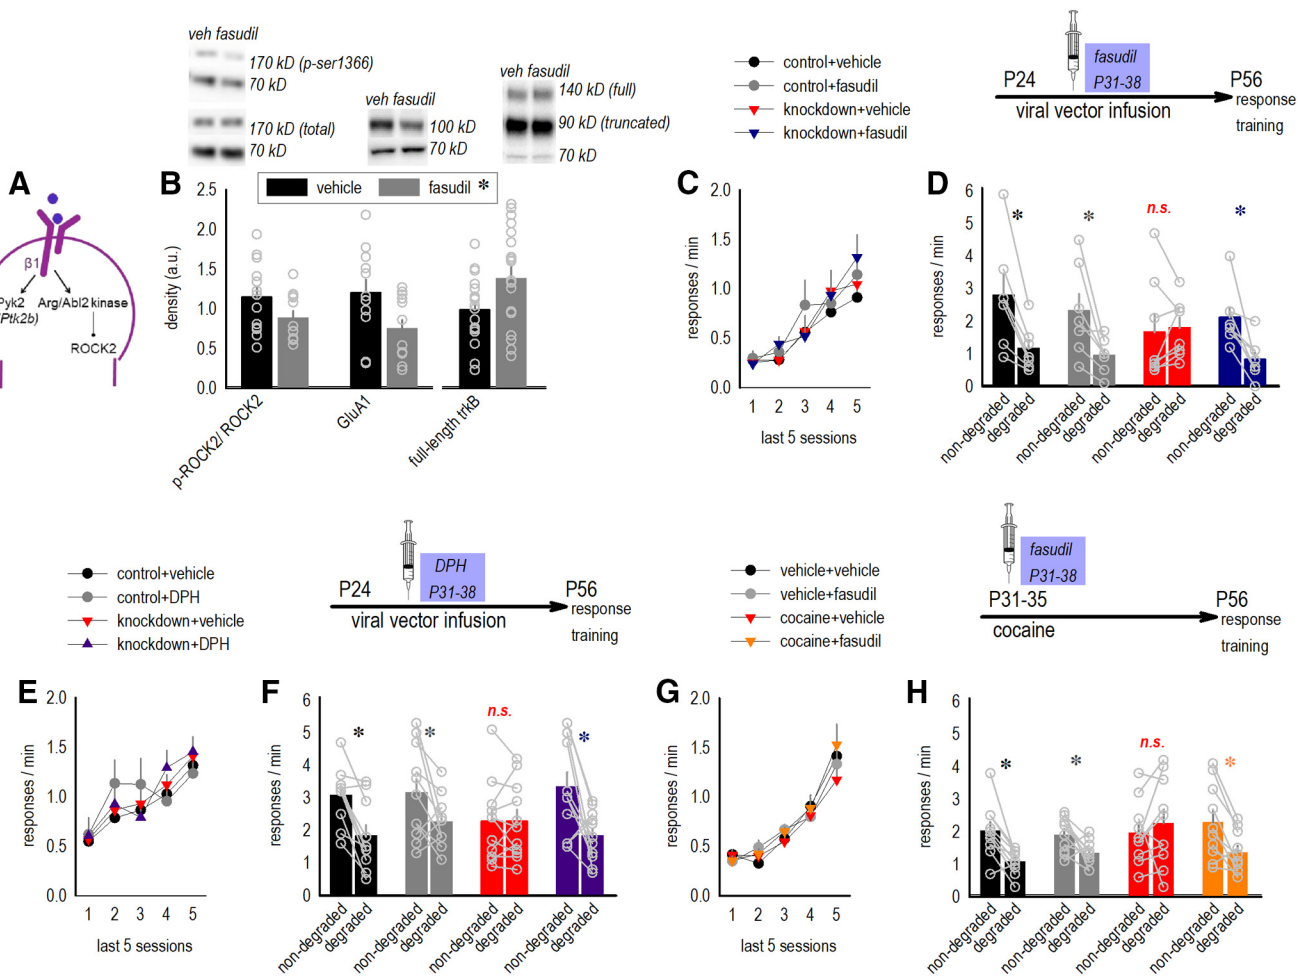 veh fasudil
170 kD (p-ser1366)
70 kD
170 kD (total)
70 kD
veh fasudil
100 kD
70 kD
veh fasudil
140 kD (full)
90 kD (truncated)
70 kD
control+vehicle
control+fasudil
knockdown+vehicle
knockdown+fasudil
fasudil
P31-38
P24
P56
viral vector infusion
response
training
A
β1
Pyk2
Ptk2b)
Arg/Abl2 kinase
ROCK2
B
vehicle
fasudil *
density (a.u.)
2.5
2.0
1.5
1.0
0.5
0.0
p-ROCK2/ ROCK2
GluA1
full-length trkB
C
responses / min
2.0
1.5
1.0
0.5
0.0
1 2 3 4 5
last 5 sessions
D
responses / min
6
5
4
3
2
1
0
* * n.s. *
non-degraded
degraded
non-degraded
degraded
non-degraded
degraded
non-degraded
degraded
control+vehicle
control+DPH
knockdown+vehicle
knockdown+DPH
DPH
P31-38
P24
P56
viral vector infusion
response
training
vehicle+vehicle
vehicle+fasudil
cocaine+vehicle
cocaine+fasudil
fasudil
P31-38
P31-35
P56
cocaine
response
training
E
responses / min
2.0
1.5
1.0
0.5
0.0
1 2 3 4 5
last 5 sessions
F
responses / min
6
5
4
3
2
1
0
* * n.s. *
non-degraded
degraded
non-degraded
degraded
non-degraded
degraded
non-degraded
degraded
G
responses / min
2.0
1.5
1.0
0.5
0.0
1 2 3 4 5
last 5 sessions
H
responses / min
6
5
4
3
2
1
0
* * n.s. *
non-degraded
degraded
non-degraded
degraded
non-degraded
degraded
non-degraded
degraded